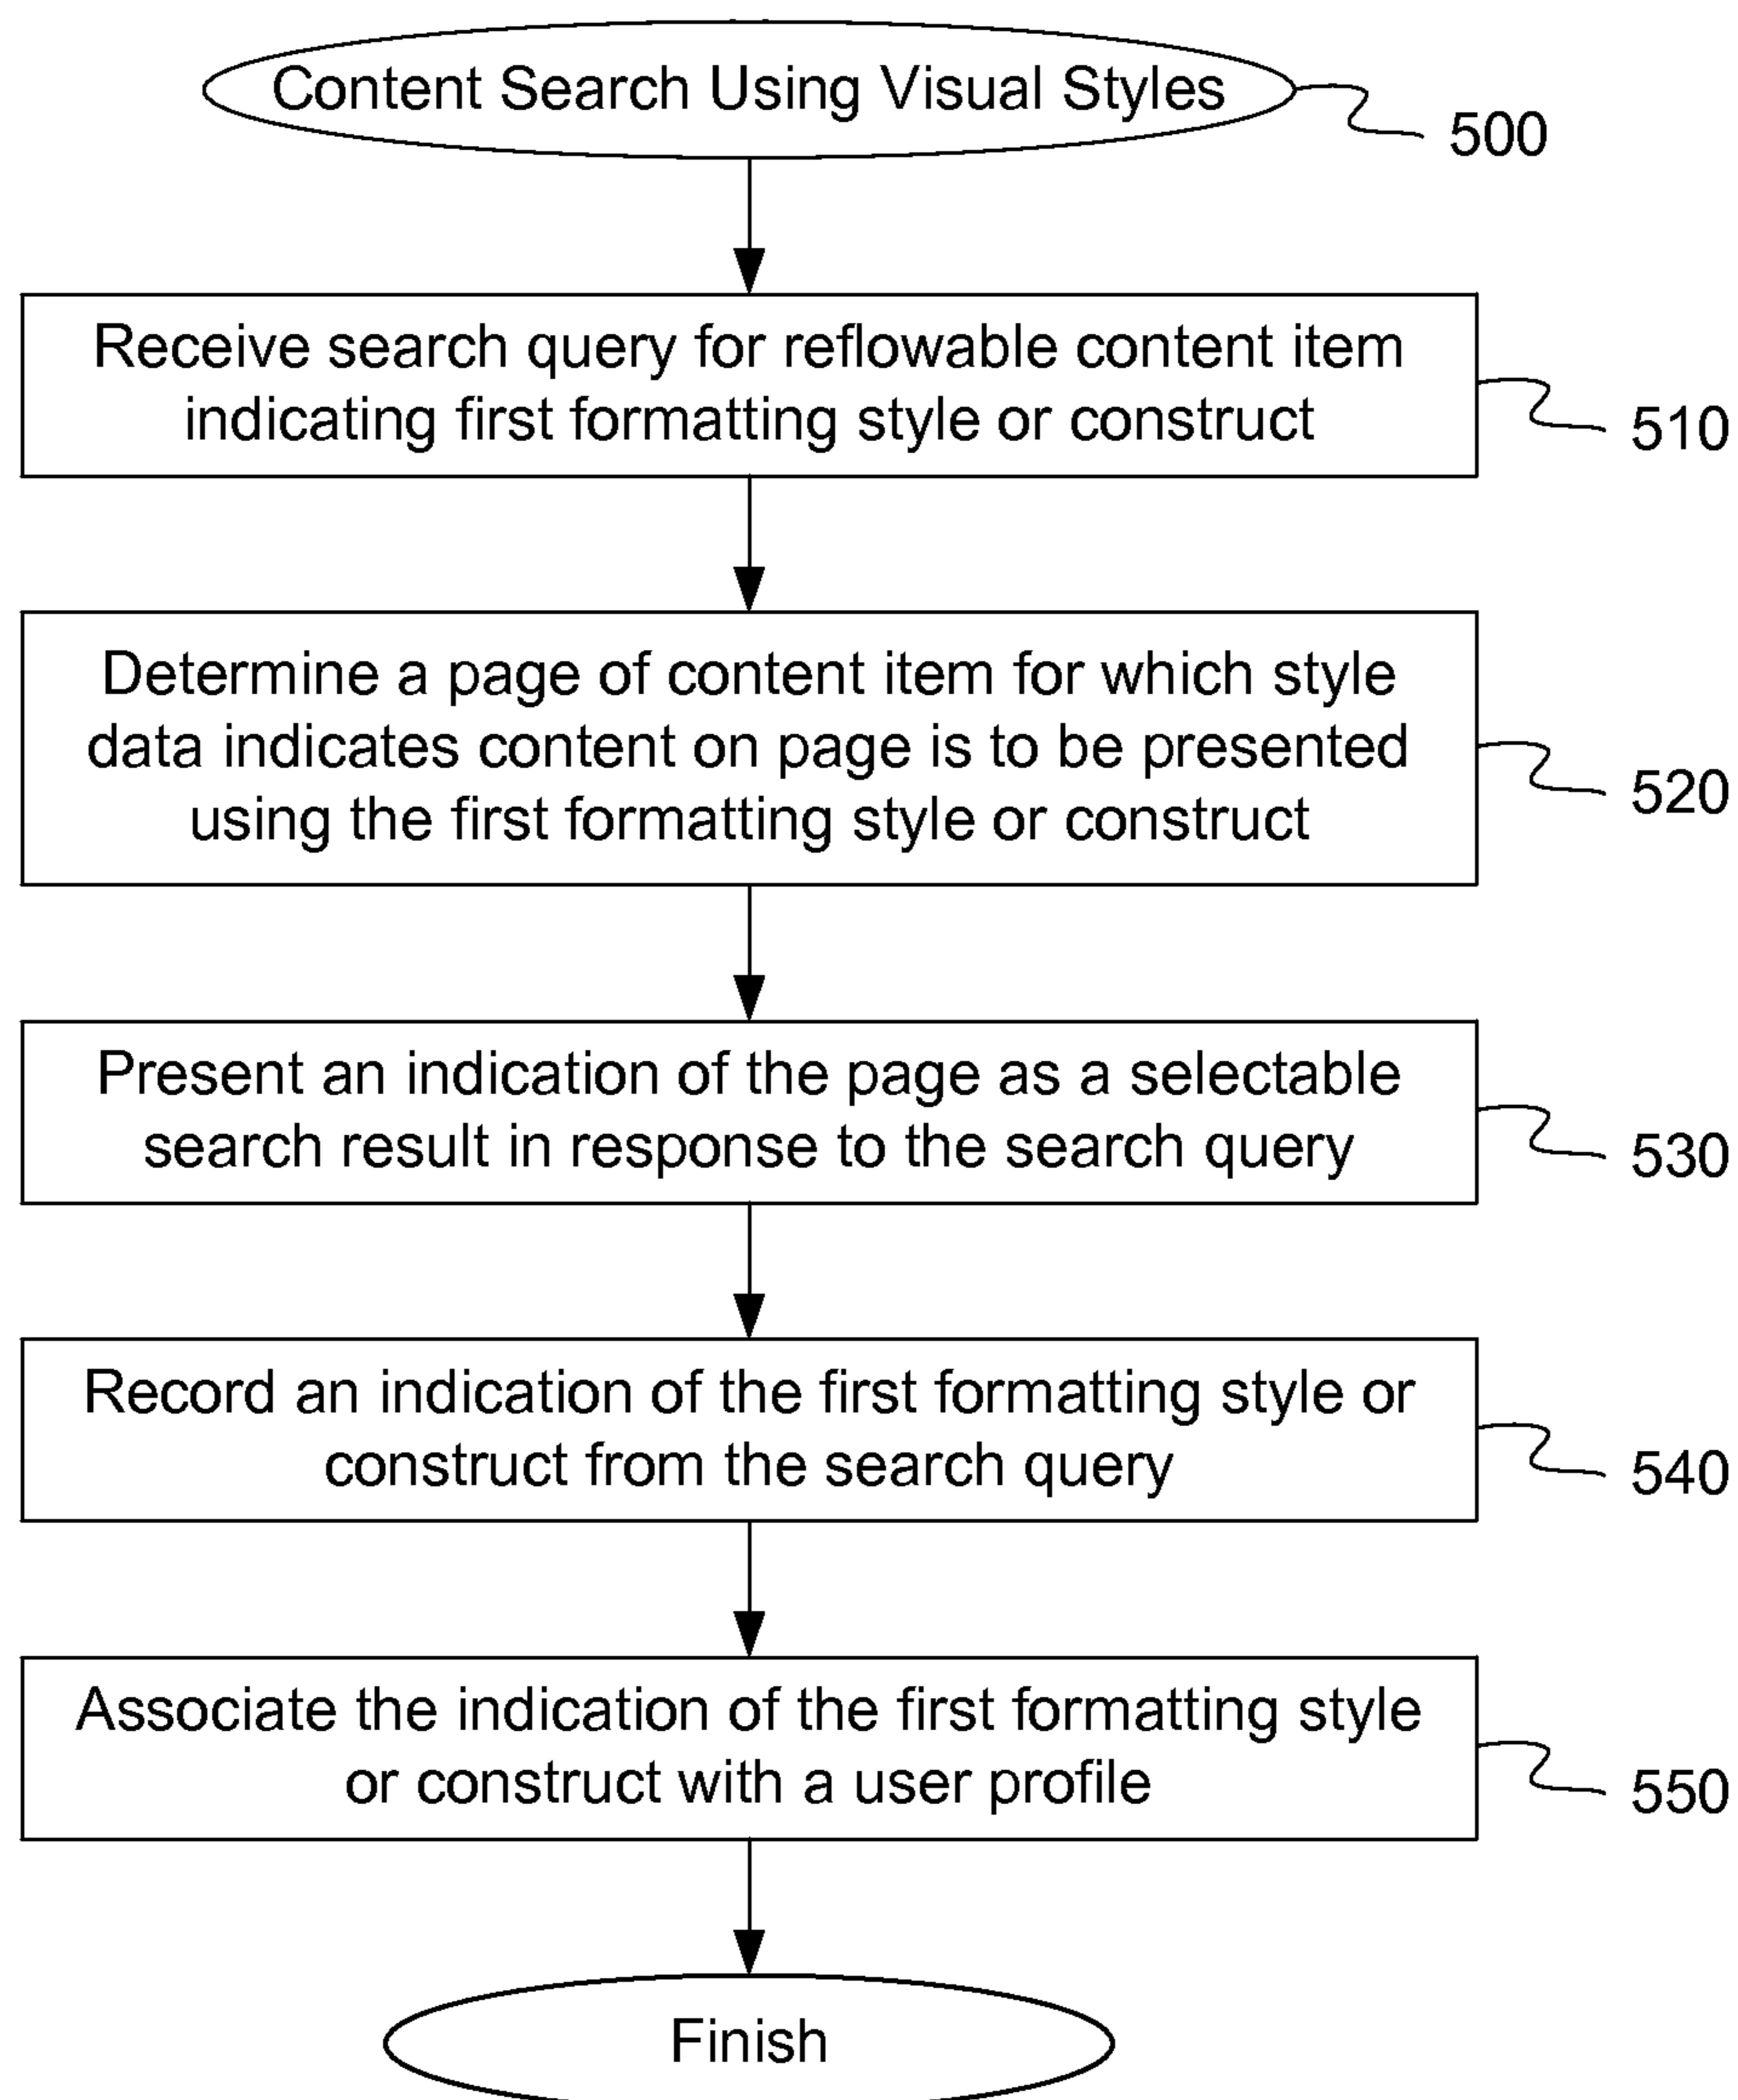 Content Search Using Visual Styles
500
Receive search query for reflowable content item
indicating first formatting style or construct
510
Determine a page of content item for which style
data indicates content on page is to be presented
using the first formatting style or construct
520
Present an indication of the page as a selectable
search result in response to the search query
530
Record an indication of the first formatting style or
construct from the search query
540
Associate the indication of the first formatting style
or construct with a user profile
550
Finish